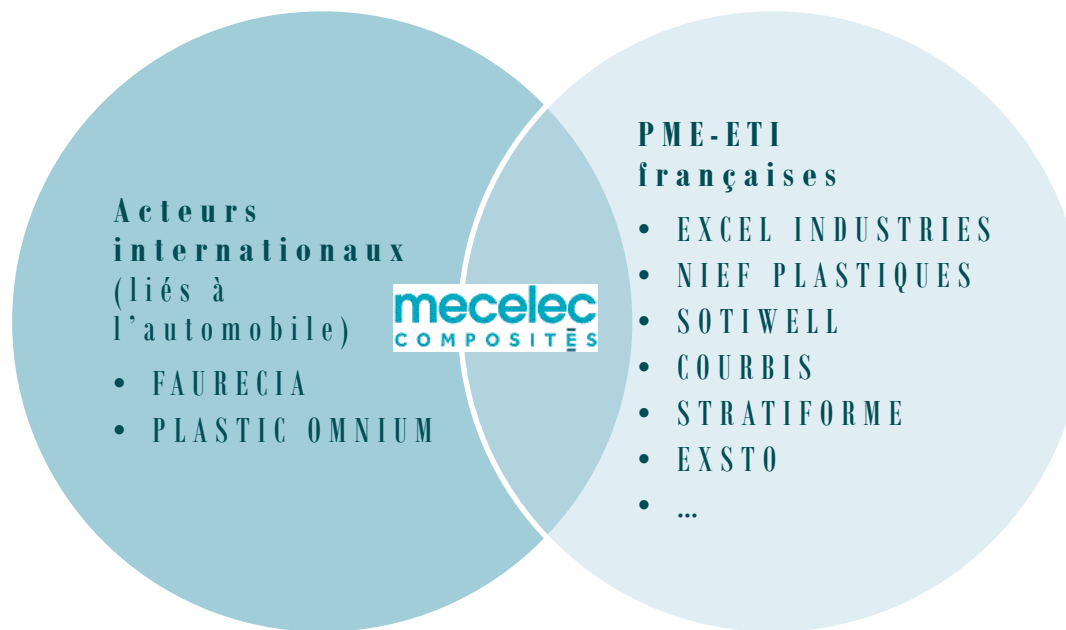 Acteurs
internationaux
(liés à
l’automobile)
• FAURECIA
• PLASTIC OMNIUM
mecelec
COMPOSITĒS
PME-ETI
françaises
• EXCEL INDUSTRIES
• NIEF PLASTIQUES
• SOTIWELL
• COURBIS
• STRATIFORME
• EXSTO
• ...